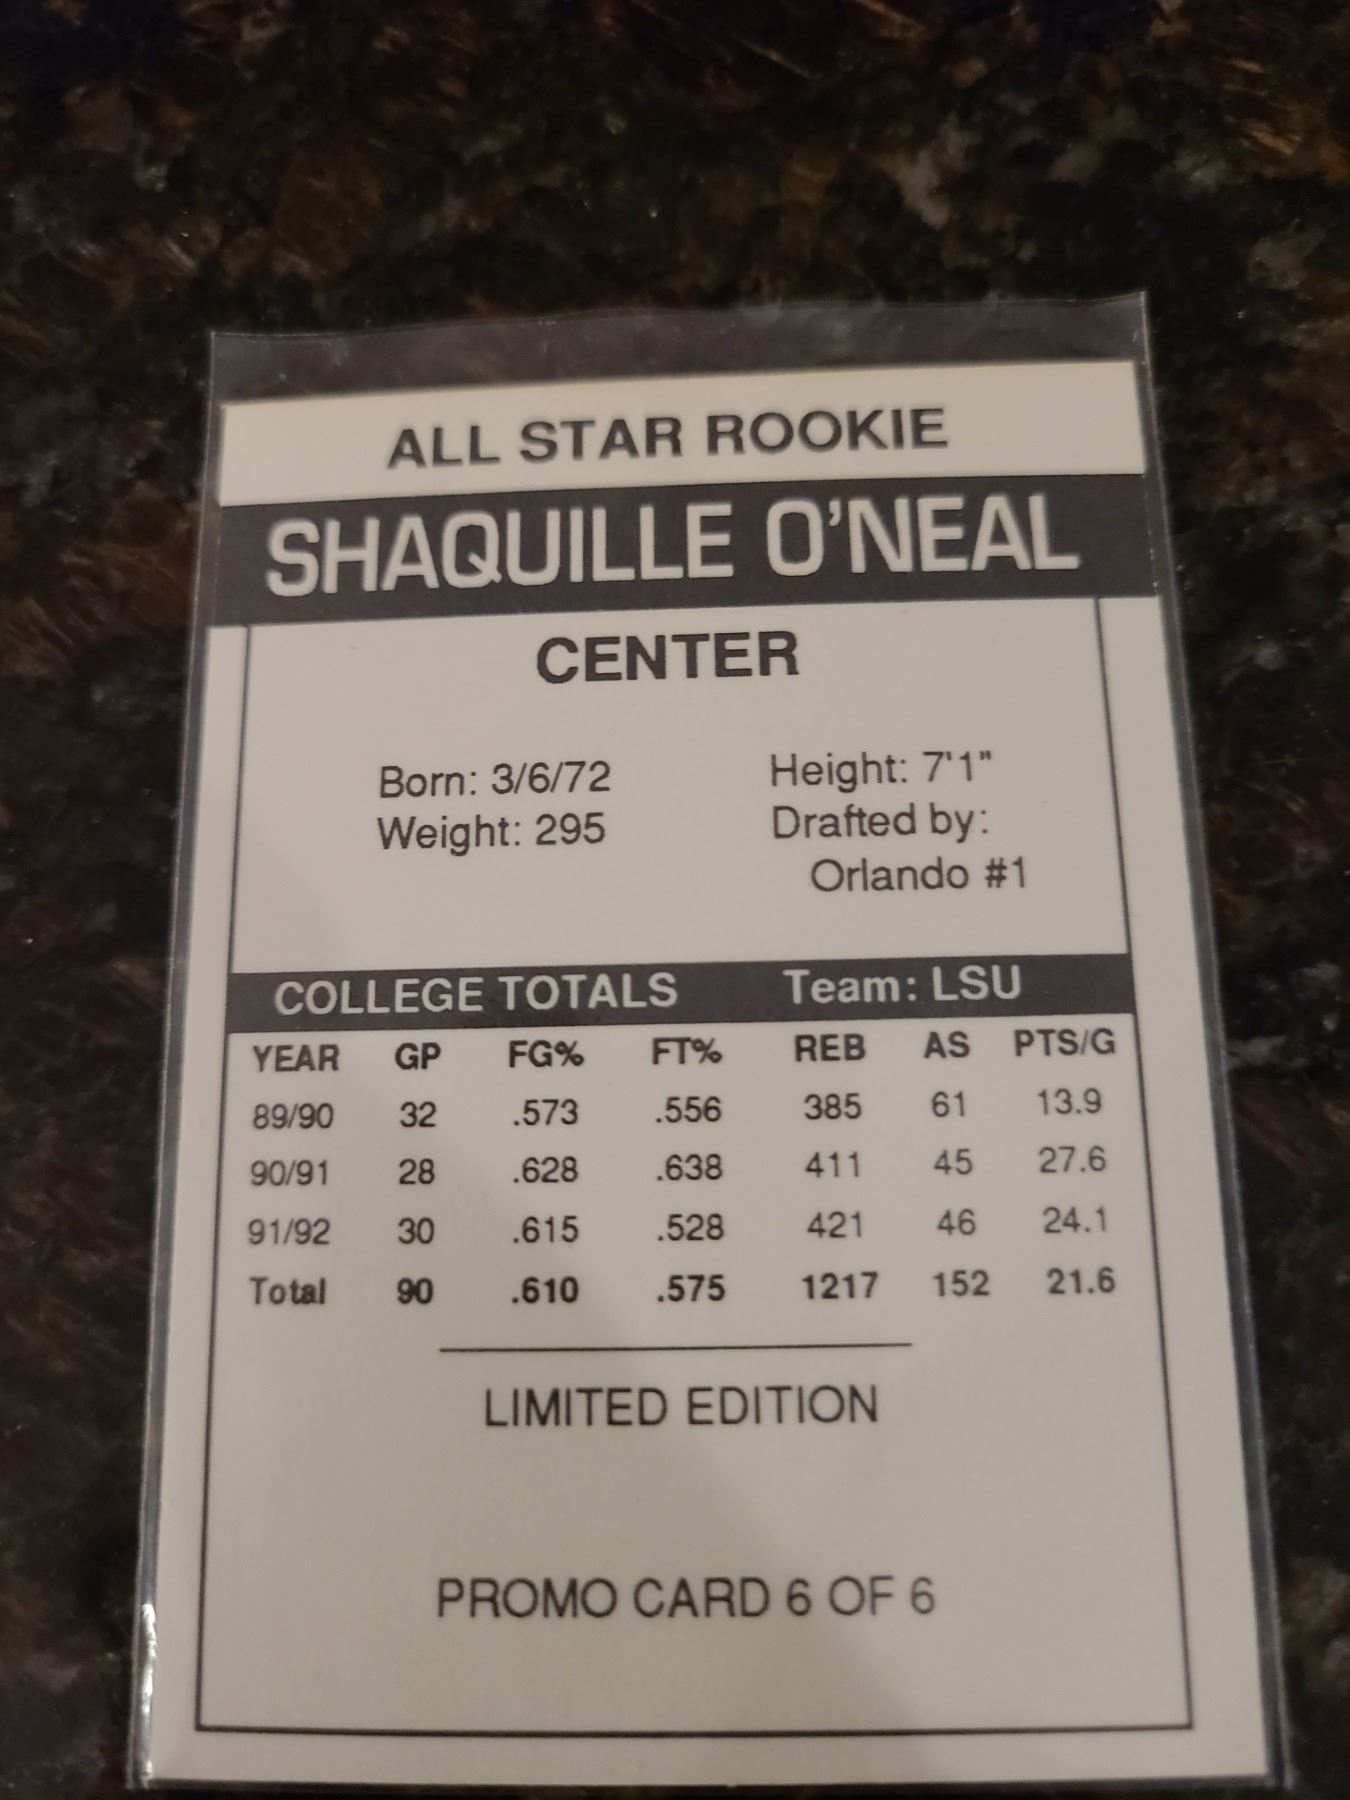 ALL STAR ROOKIE
SHAQUILLE O'NEAL
CENTER
Born: 3/6/72 Height: 7'1"
Weight: 295 Drafted by:
Orlando #1
COLLEGE TOTALS Team: LSU
YEAR GP FG% FT% REB AS PTS/G
89/90 32 .573 .556 385 61 13.9
90/91 28 .628 .638 411 45 27.6
91/92 30 .615 .528 421 46 24.1
Total 90 .610 .575 1217 152 21.6
LIMITED EDITION
PROMO CARD 6 OF 6